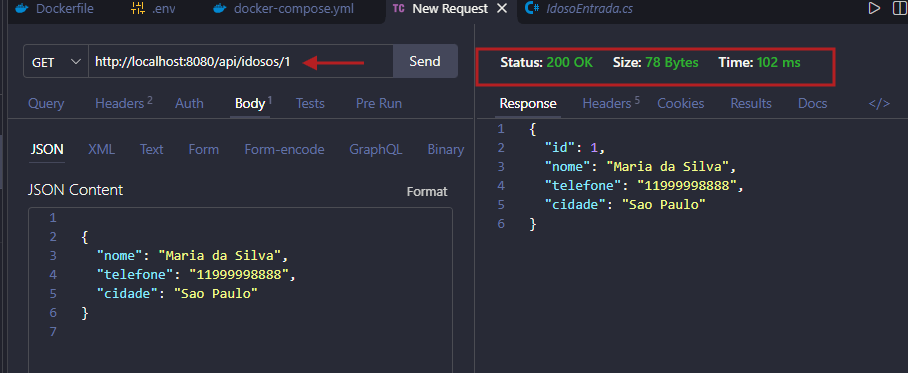 Dockerfile .env docker-compose.yml TC New Request IdosoEntrada.cs
GET http://localhost:8080/api/idosos/1 Send
Query Headers 2 Auth Body 1 Tests Pre Run
JSON XML Text Form Form-encode GraphQL Binary
JSON Content Format
1
2 {
3 "nome": "Maria da Silva",
4 "telefone": "11999998888",
5 "cidade": "Sao Paulo"
6 }
7
Status: 200 OK Size: 78 Bytes Time: 102 ms
Response Headers 5 Cookies Results Docs </>
1 {
2 "id": 1,
3 "nome": "Maria da Silva",
4 "telefone": "11999998888",
5 "cidade": "Sao Paulo"
6 }